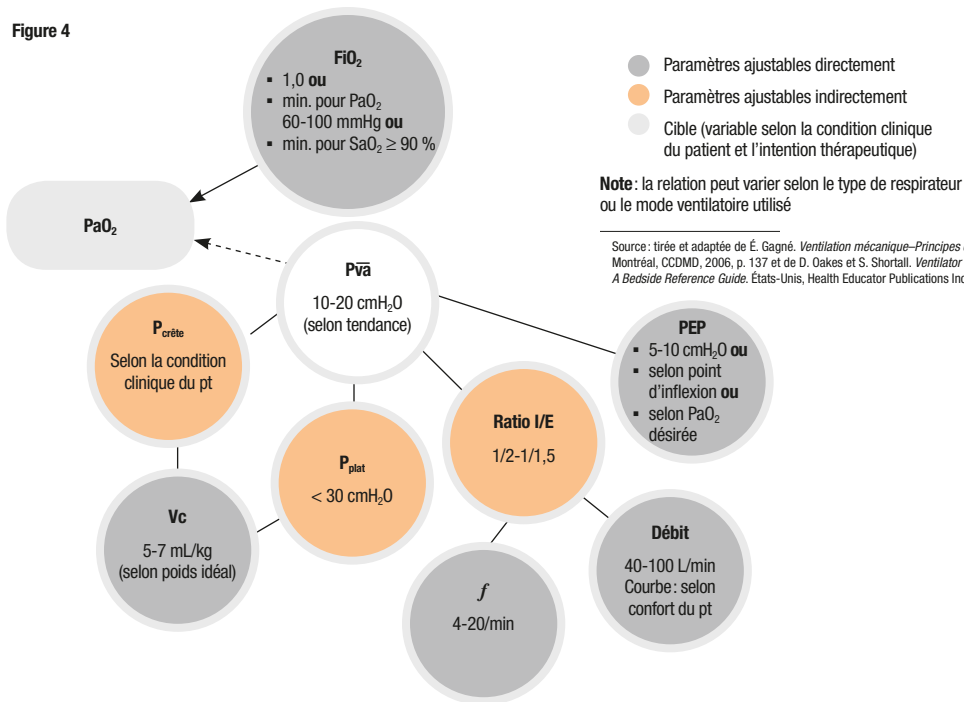 Figure 4
FiO₂
▪ 1,0 ou
▪ min. pour PaO₂
60-100 mmHg ou
▪ min. pour SaO₂ ≥ 90 %
Paramètres ajustables directement
Paramètres ajustables indirectement
Cible (variable selon la condition clinique
du patient et l’intention thérapeutique)
Note : la relation peut varier selon le type de respirateur
ou le mode ventilatoire utilisé
Source : tirée et adaptée de É. Gagné. Ventilation mécanique–Principes
Montréal, CCDMD, 2006, p. 137 et de D. Oakes et S. Shortall. Ventilator
A Bedside Reference Guide. États-Unis, Health Educator Publications Inc
PaO₂
Pv̅a̅
10-20 cmH₂O
(selon tendance)
P crête
Selon la condition
clinique du pt
PEP
▪ 5-10 cmH₂O ou
▪ selon point
d’inflexion ou
▪ selon PaO₂
désirée
Ratio I/E
1/2-1/1,5
P plat
< 30 cmH₂O
Vc
5-7 mL/kg
(selon poids idéal)
Débit
40-100 L/min
Courbe : selon
confort du pt
f
4-20/min